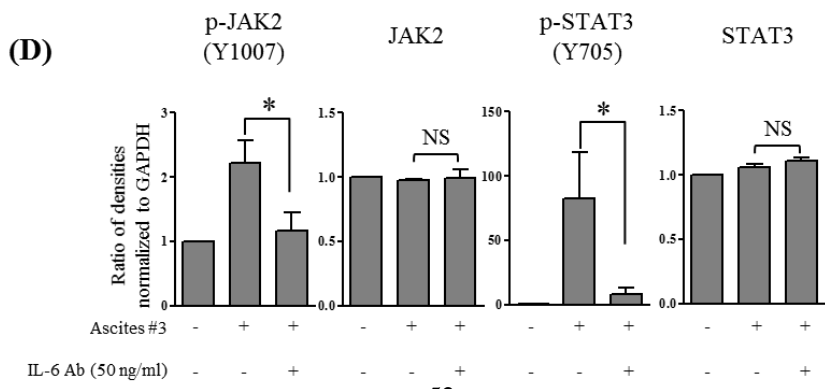 (D)
p-JAK2
(Y1007)
JAK2
p-STAT3
(Y705)
STAT3
Ratio of densities
normalized to GAPDH
3
2
1
0
*
1.5
1.0
0.5
0.0
NS
150
100
50
0
*
1.5
1.0
0.5
0.0
NS
Ascites #3 - + + - + + - + + - + +
IL-6 Ab (50 ng/ml) - - + - - + - - + - - +